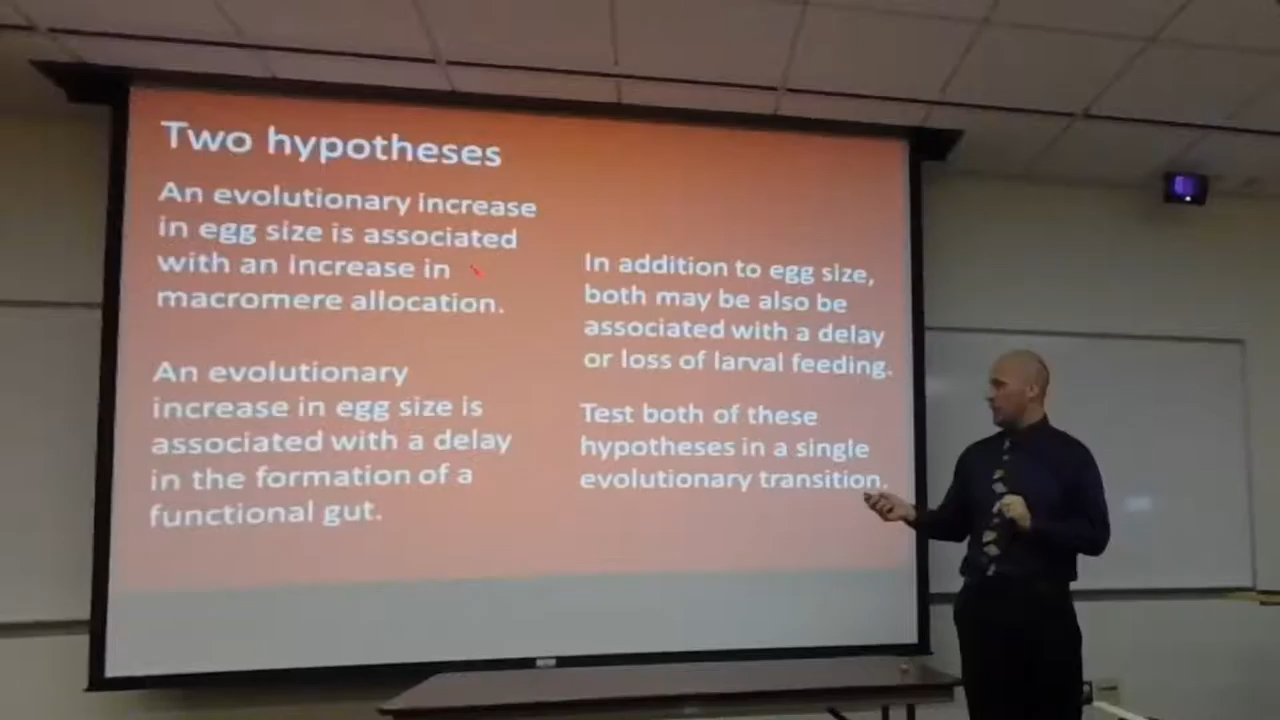 Two hypotheses
An evolutionary increase
in egg size is associated
with an increase in
macromere allocation.
An evolutionary
increase in egg size is
associated with a delay
in the formation of a
functional gut.
In addition to egg size,
both may be also be
associated with a delay
or loss of larval feeding.
Test both of these
hypotheses in a single
evolutionary transition.